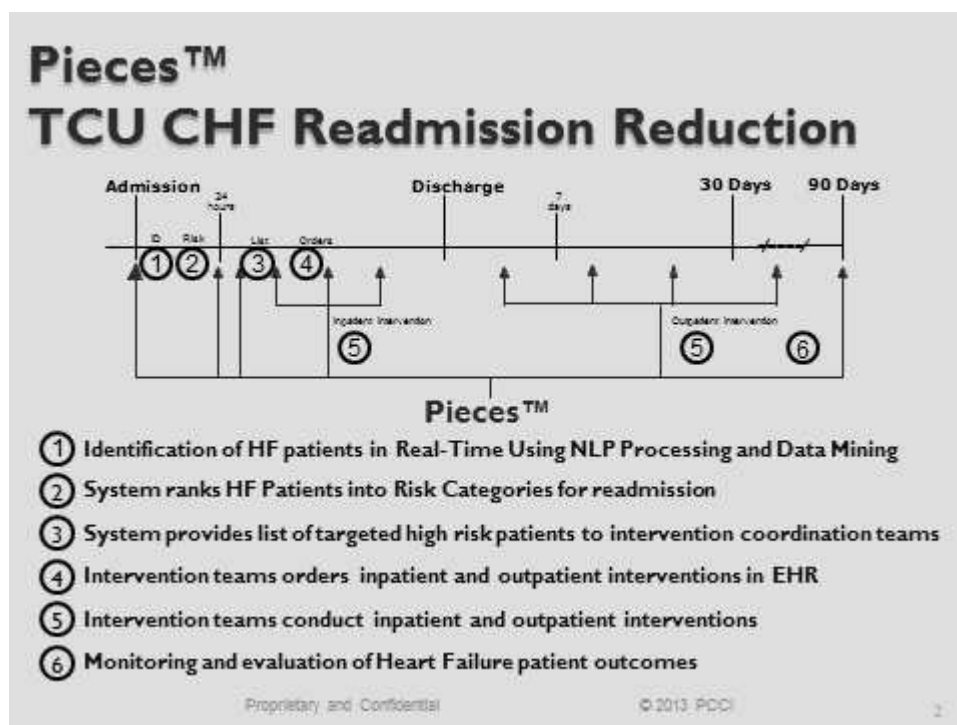 Pieces™
TCU CHF Readmission Reduction
Admission
24 hours
Discharge
7 days
30 Days
90 Days
ID
Risk
List
Orders
1
2
3
4
Inpatient Intervention
Outpatient Intervention
5
5
6
Pieces™
1 Identification of HF patients in Real-Time Using NLP Processing and Data Mining
2 System ranks HF Patients into Risk Categories for readmission
3 System provides list of targeted high risk patients to intervention coordination teams
4 Intervention teams orders inpatient and outpatient interventions in EHR
5 Intervention teams conduct inpatient and outpatient interventions
6 Monitoring and evaluation of Heart Failure patient outcomes
Proprietary and Confidential
© 2013 PCCI
2